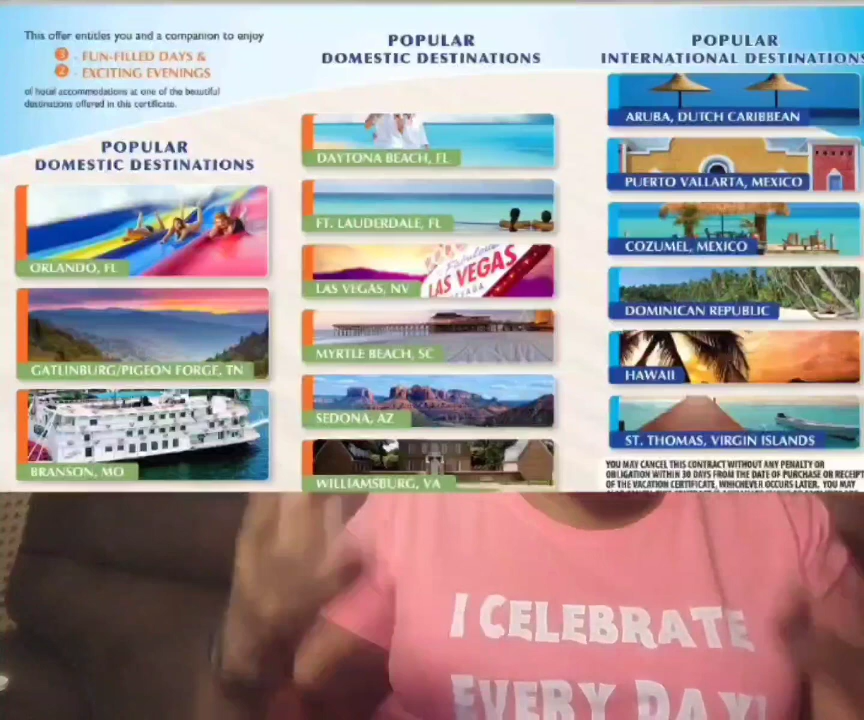 This offer entitles you and a companion to enjoy
3 - FUN-FILLED DAYS &
2 - EXCITING EVENINGS
of hotel accommodations at one of the beautiful
destinations offered in this certificate.
POPULAR
DOMESTIC DESTINATIONS
ORLANDO, FL
GATLINBURG/PIGEON FORGE, TN
BRANSON, MO
POPULAR
DOMESTIC DESTINATIONS
DAYTONA BEACH, FL
FT. LAUDERDALE, FL
Fabulous
LAS VEGAS
LAS VEGAS, NV
MYRTLE BEACH, SC
SEDONA, AZ
WILLIAMSBURG, VA
POPULAR
INTERNATIONAL DESTINATIONS
ARUBA, DUTCH CARIBBEAN
PUERTO VALLARTA, MEXICO
COZUMEL, MEXICO
DOMINICAN REPUBLIC
HAWAII
ST. THOMAS, VIRGIN ISLANDS
YOU MAY CANCEL THIS CONTRACT WITHOUT ANY PENALTY OR
OBLIGATION WITHIN 30 DAYS FROM THE DATE OF PURCHASE OR RECEIPT
OF THE VACATION CERTIFICATE, WHICHEVER OCCURS LATER. YOU MAY
I CELEBRATE
EVERY DAY!